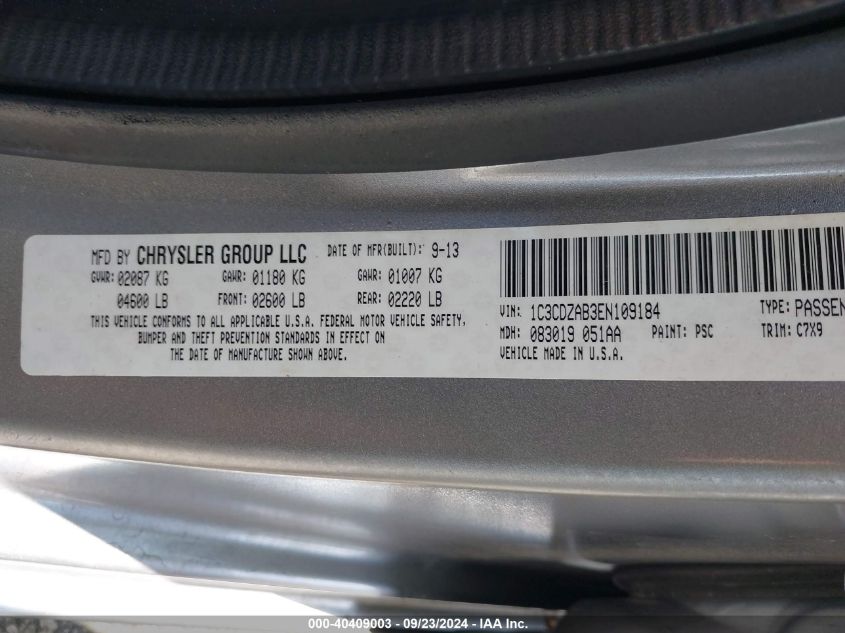 MFD BY CHRYSLER GROUP LLC DATE OF MFR(BUILT): 9-13
GVWR: 02087 KG GAWR: 01180 KG GAWR: 01007 KG
04600 LB FRONT: 02600 LB REAR: 02220 LB
THIS VEHICLE CONFORMS TO ALL APPLICABLE U.S.A. FEDERAL MOTOR VEHICLE SAFETY,
BUMPER AND THEFT PREVENTION STANDARDS IN EFFECT ON
THE DATE OF MANUFACTURE SHOWN ABOVE.
VIN: 1C3CDZAB3EN109184 TYPE: PASSEN
MDH: 083019 051AA PAINT: PSC TRIM: C7X9
VEHICLE MADE IN U.S.A.
000-40409003 - 09/23/2024 - IAA Inc.